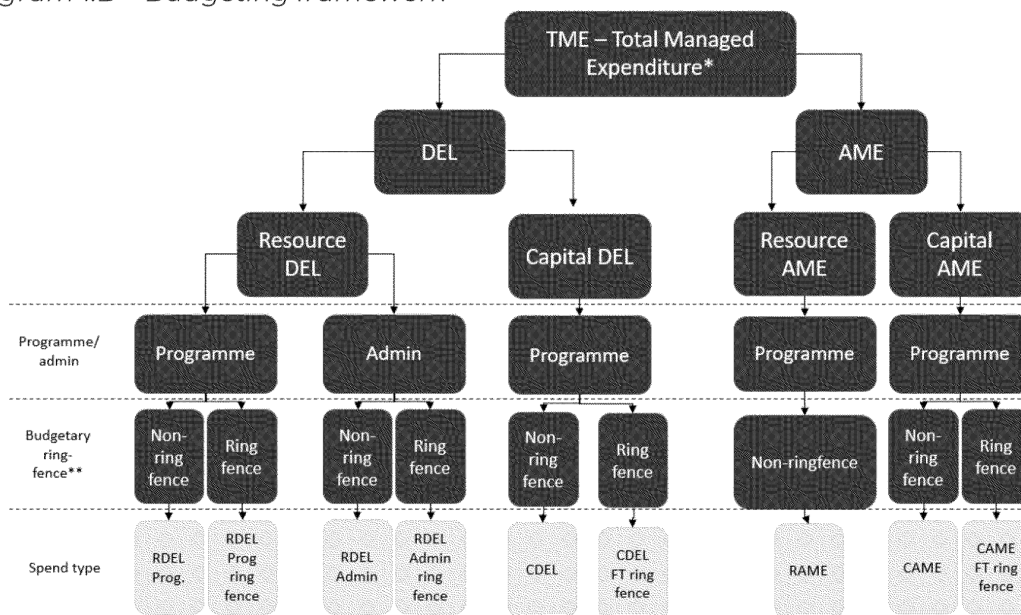 TME – Total Managed
Expenditure*
DEL
AME
Resource
DEL
Capital DEL
Resource
AME
Capital
AME
Programme/
admin
Programme
Admin
Programme
Programme
Programme
Budgetary
ring-
fence**
Non-
ring
fence
Ring
fence
Non-
ring
fence
Ring
fence
Non-
ring
fence
Ring
fence
Non-ringfence
Non-
ring
fence
Ring
fence
Spend type
RDEL
Prog.
RDEL
Prog
ring
fence
RDEL
Admin
RDEL
Admin
ring
fence
CDEL
CDEL
FT ring
fence
RAME
CAME
CAME
FT ring
fence